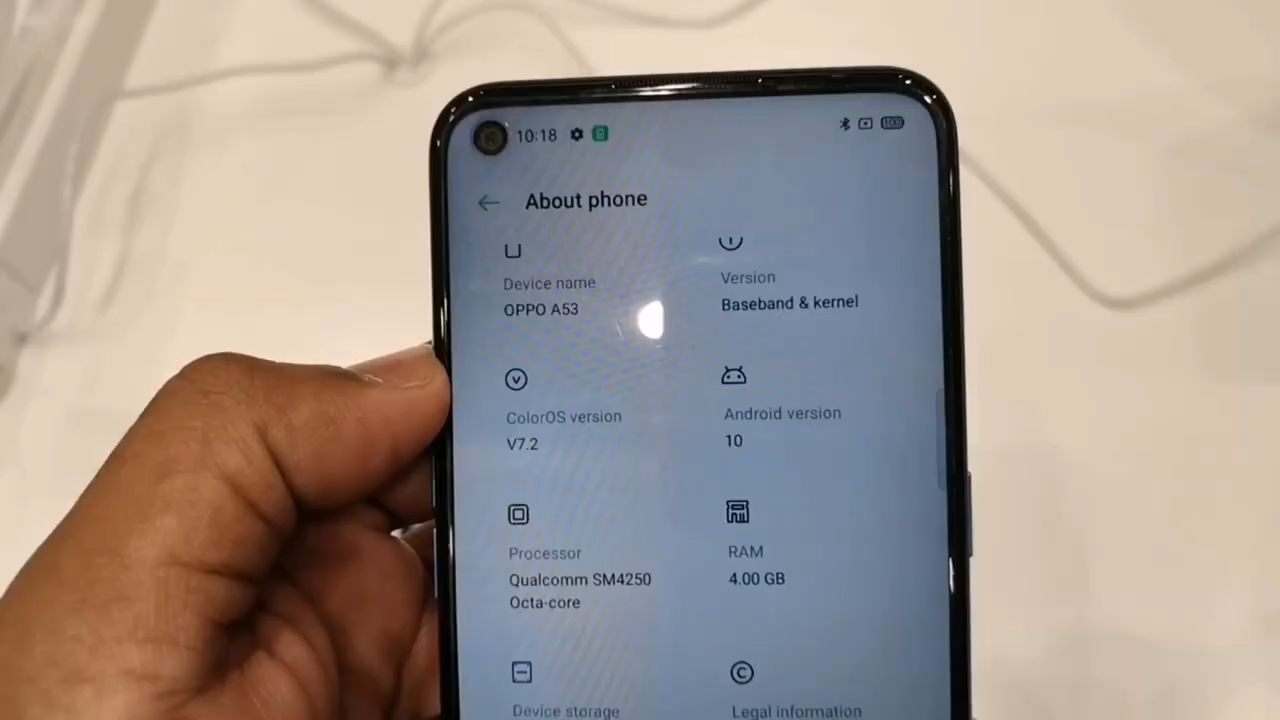 10:18
100
About phone
Device name
OPPO A53
Version
Baseband & kernel
ColorOS version
V7.2
Android version
10
Processor
Qualcomm SM4250
Octa-core
RAM
4.00 GB
Device storage
Legal information